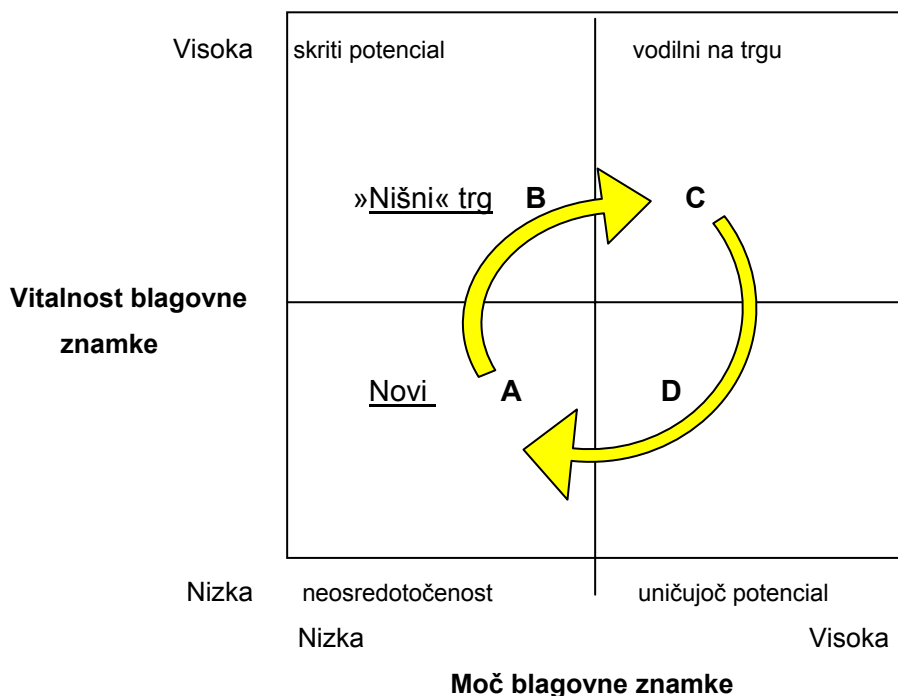 Visoka skriti potencial vodilni na trgu
»Nišni« trg B C
Vitalnost blagovne
znamke
Novi A D
Nizka neosredotočenost uničujoč potencial
Nizka Visoka
Moč blagovne znamke